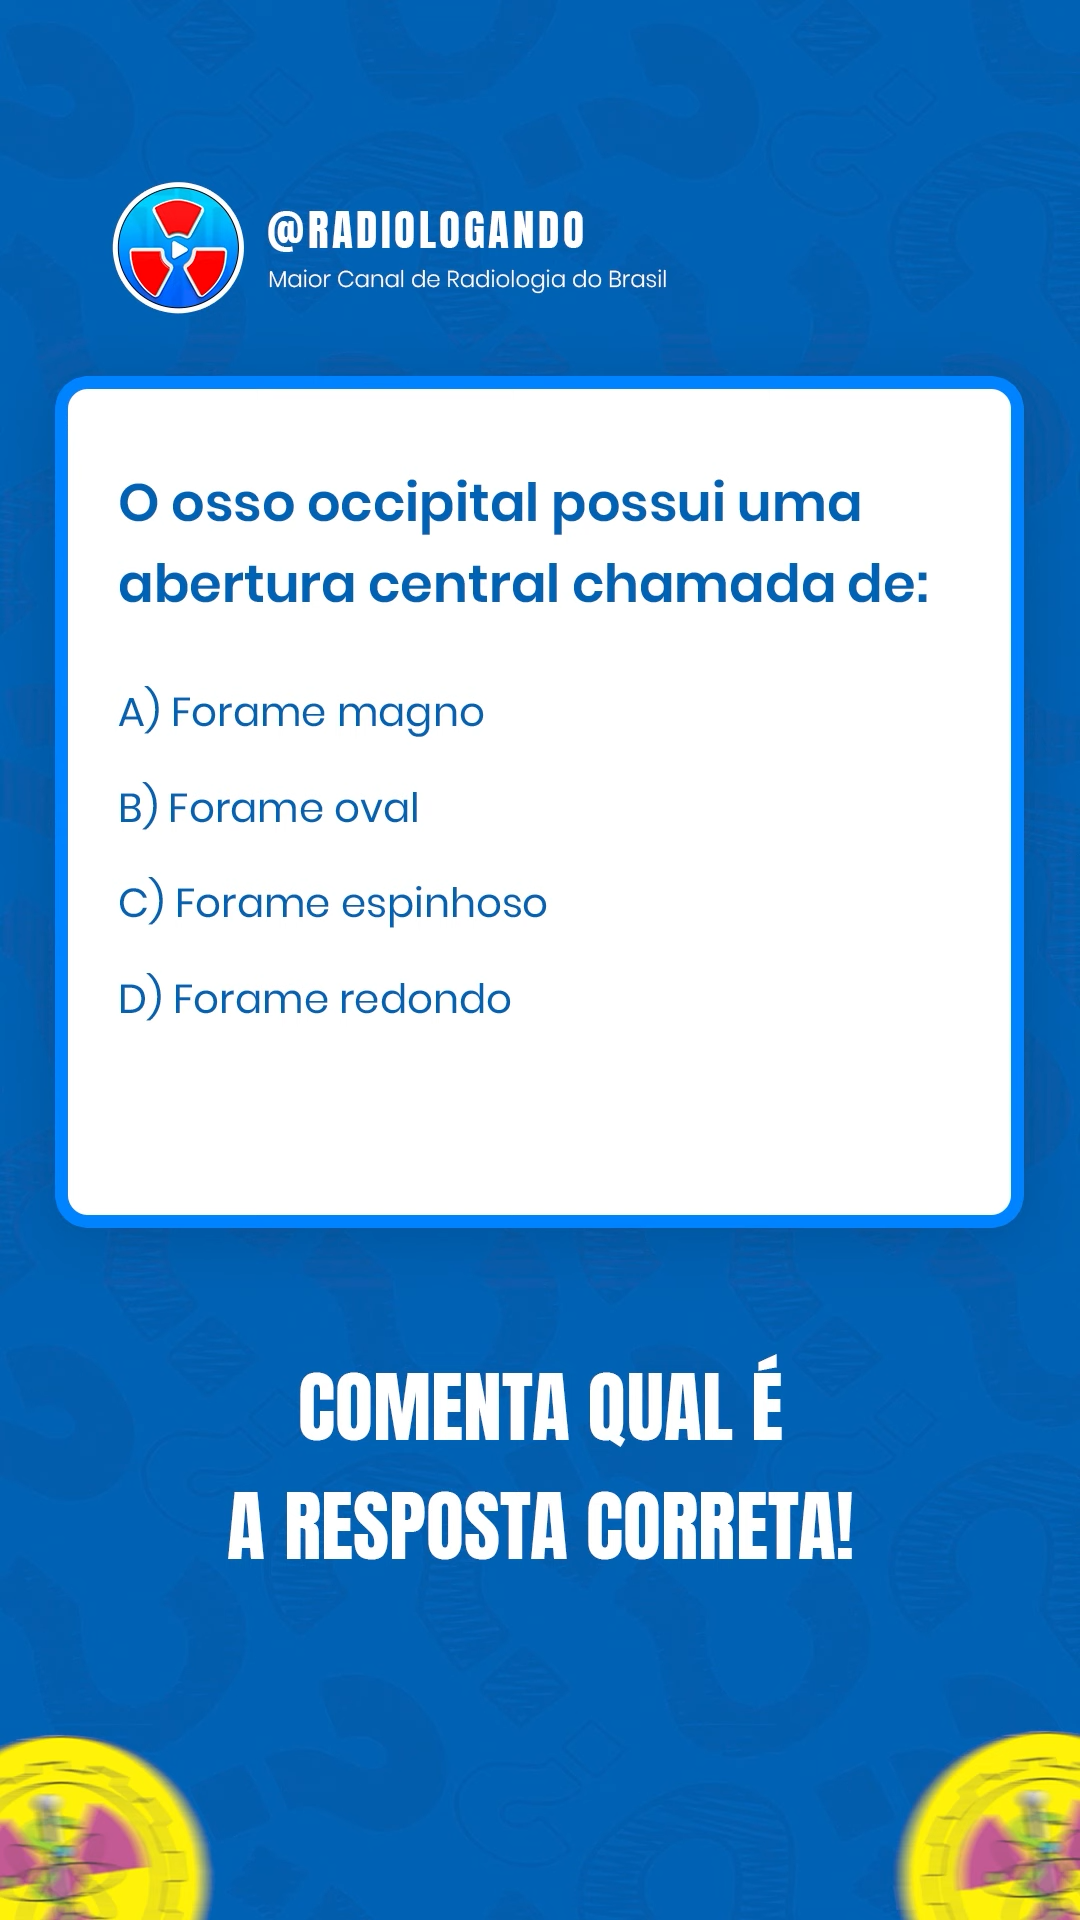 @RADIOLOGANDO
Maior Canal de Radiologia do Brasil
O osso occipital possui uma
abertura central chamada de:
A) Forame magno
B) Forame oval
C) Forame espinhoso
D) Forame redondo
COMENTA QUAL É
A RESPOSTA CORRETA!